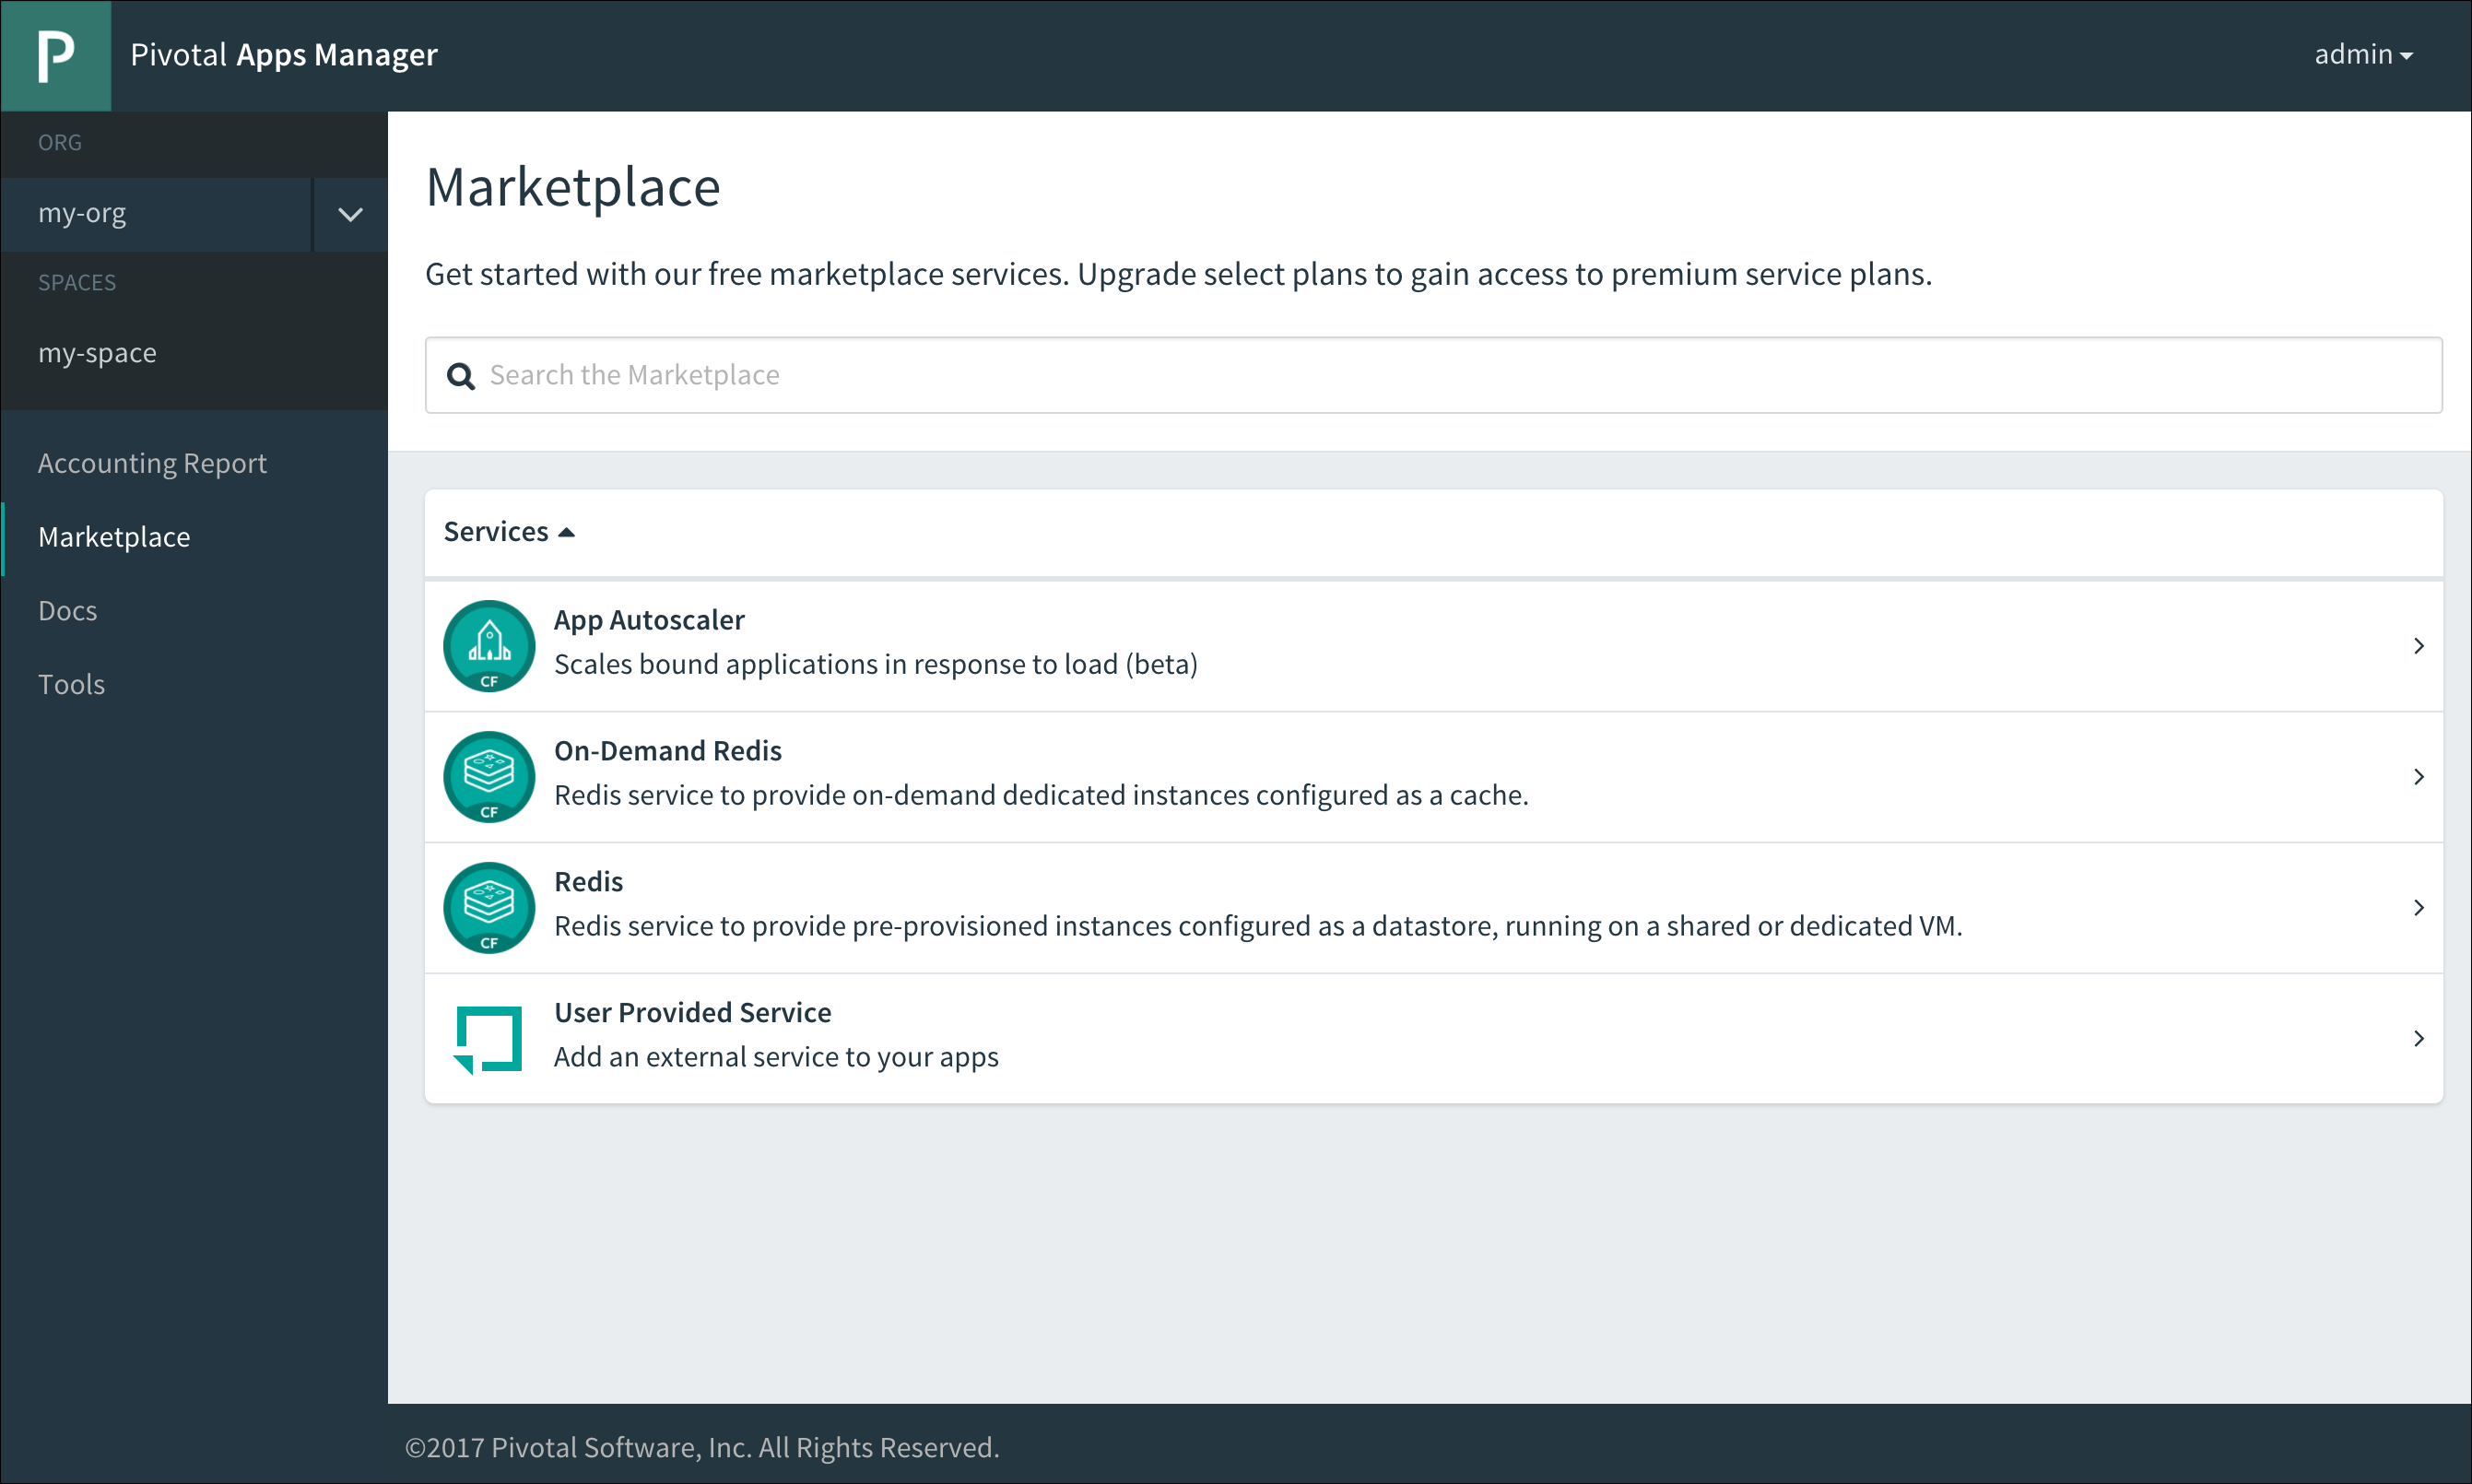 P
Pivotal Apps Manager
admin
ORG
my-org
SPACES
my-space
Accounting Report
Marketplace
Docs
Tools
Marketplace
Get started with our free marketplace services. Upgrade select plans to gain access to premium service plans.
Search the Marketplace
Services
App Autoscaler
Scales bound applications in response to load (beta)
CF
On-Demand Redis
Redis service to provide on-demand dedicated instances configured as a cache.
CF
Redis
Redis service to provide pre-provisioned instances configured as a datastore, running on a shared or dedicated VM.
CF
User Provided Service
Add an external service to your apps
©2017 Pivotal Software, Inc. All Rights Reserved.